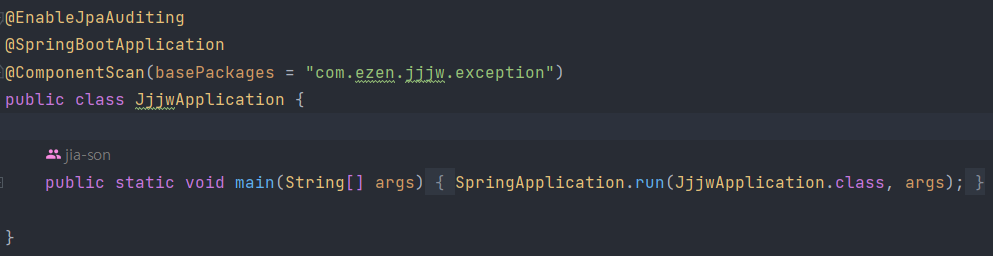 @EnableJpaAuditing
@SpringBootApplication
@ComponentScan(basePackages = "com.ezen.jjjw.exception")
public class JjjwApplication {
jia-son
public static void main(String[] args) { SpringApplication.run(JjjwApplication.class, args); }
}